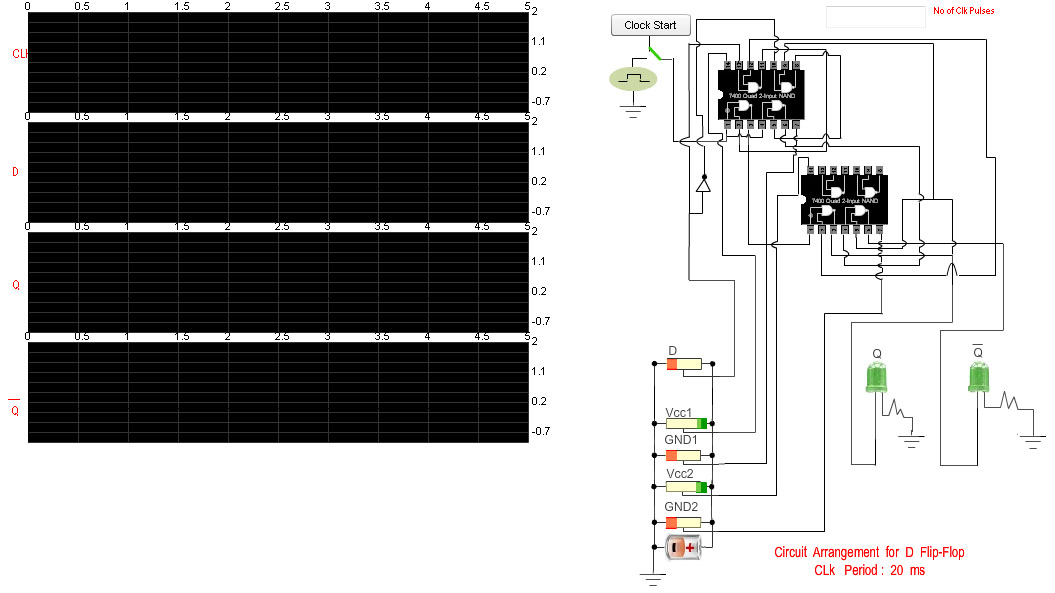 0 0.5 1 1.5 2 2.5 3 3.5 4 4.5 5
2
CLK
1.1
0.2
-0.7
0 0.5 1 1.5 2 2.5 3 3.5 4 4.5 5
2
1.1
D
0.2
-0.7
0 0.5 1 1.5 2 2.5 3 3.5 4 4.5 5
2
1.1
Q
0.2
-0.7
0 0.5 1 1.5 2 2.5 3 3.5 4 4.5 5
2
1.1
0.2
Q
-0.7
Clock Start
No of Clk Pulses
7400 Quad 2-Input NAND
7400 Quad 2-Input NAND
D
Q
Q
Vcc1
GND1
Vcc2
GND2
Circuit Arrangement for D Flip-Flop
CLk Period : 20 ms